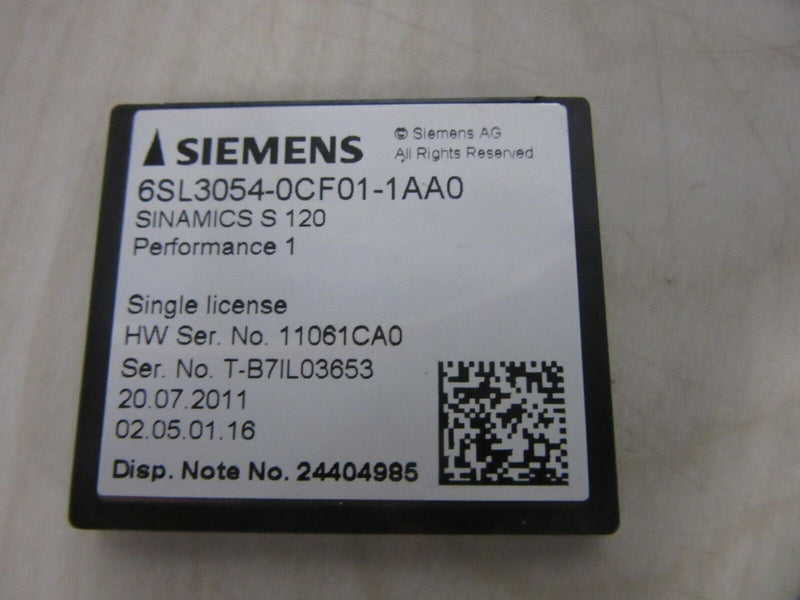 SIEMENS
© Siemens AG
All Rights Reserved
6SL3054-0CF01-1AA0
SINAMICS S 120
Performance 1
Single license
HW Ser. No. 11061CA0
Ser. No. T-B7IL03653
20.07.2011
02.05.01.16
Disp. Note No. 24404985